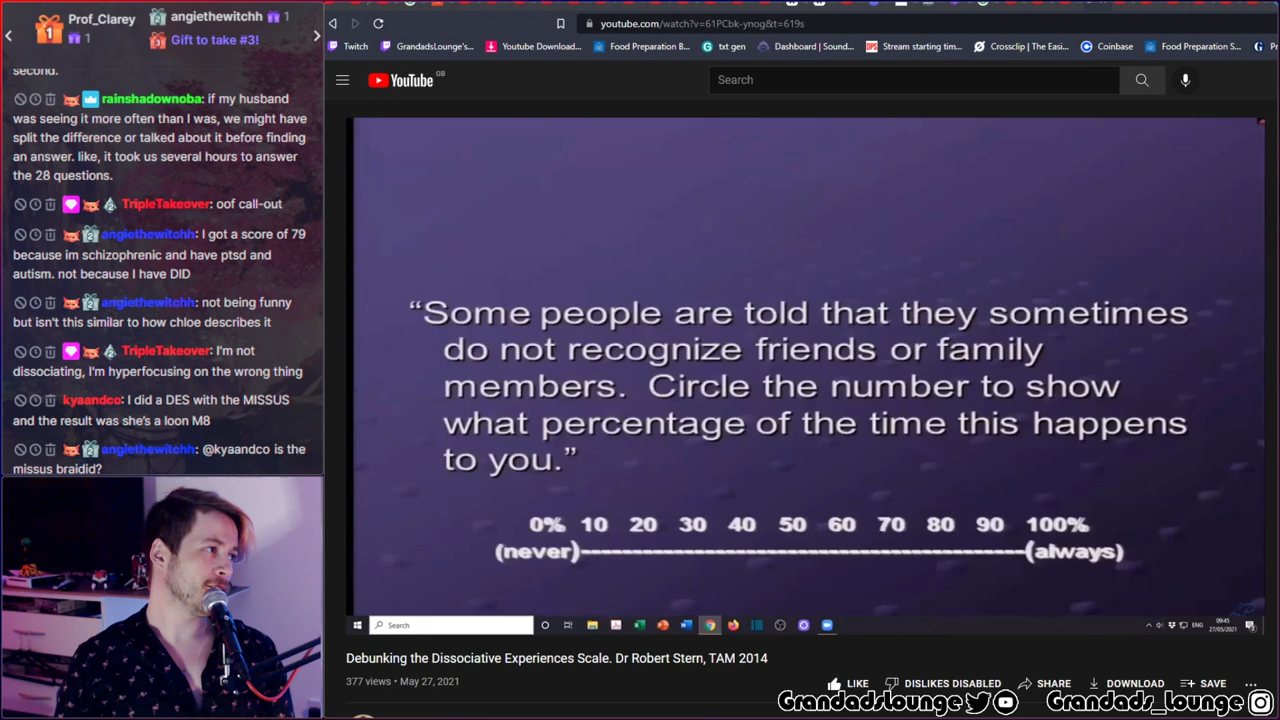 Prof_Clarey
1
1
angiethewitchh 1
2
Gift to take #3!
second.
rainshadownoba: if my husband
was seeing it more often than I was, we might have
split the difference or talked about it before finding
an answer. like, it took us several hours to answer
the 28 questions.
TripleTakeover: oof call-out
angiethewitchh: I got a score of 79
because im schizophrenic and have ptsd and
autism. not because I have DID
angiethewitchh: not being funny
but isn't this similar to how chloe describes it
TripleTakeover: I'm not
dissociating, I'm hyperfocusing on the wrong thing
kyaandco: I did a DES with the MISSUS
and the result was she's a loon M8
angiethewitchh: @kyaandco is the
missus braidid?
youtube.com/watch?v=61PCbk-ynog&t=619s
Twitch
GrandadsLounge's...
Youtube Download...
Food Preparation B...
txt gen
Dashboard | Soun...
Stream starting tim...
Crossclip | The Easi...
Coinbase
Food Preparation S...
YouTube GB
Search
“Some people are told that they sometimes
do not recognize friends or family
members. Circle the number to show
what percentage of the time this happens
to you.”
0% 10 20 30 40 50 60 70 80 90 100%
(never) (always)
Search
ENG
09:45
27/05/2021
Debunking the Dissociative Experiences Scale. Dr Robert Stern, TAM 2014
377 views • May 27, 2021
LIKE
DISLIKES DISABLED
SHARE
DOWNLOAD
SAVE
...
Grandadslounge
Grandads_lounge